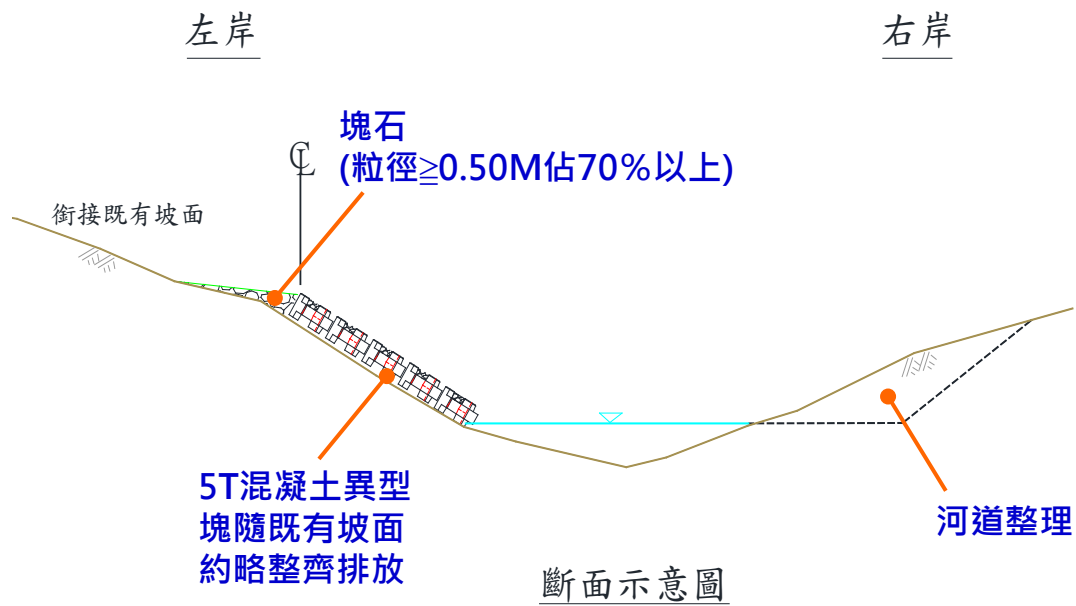 左岸
右岸
塊石
(粒徑≧0.50M佔70%以上)
℄
銜接既有坡面
5T混凝土異型
塊隨既有坡面
約略整齊排放
河道整理
斷面示意圖